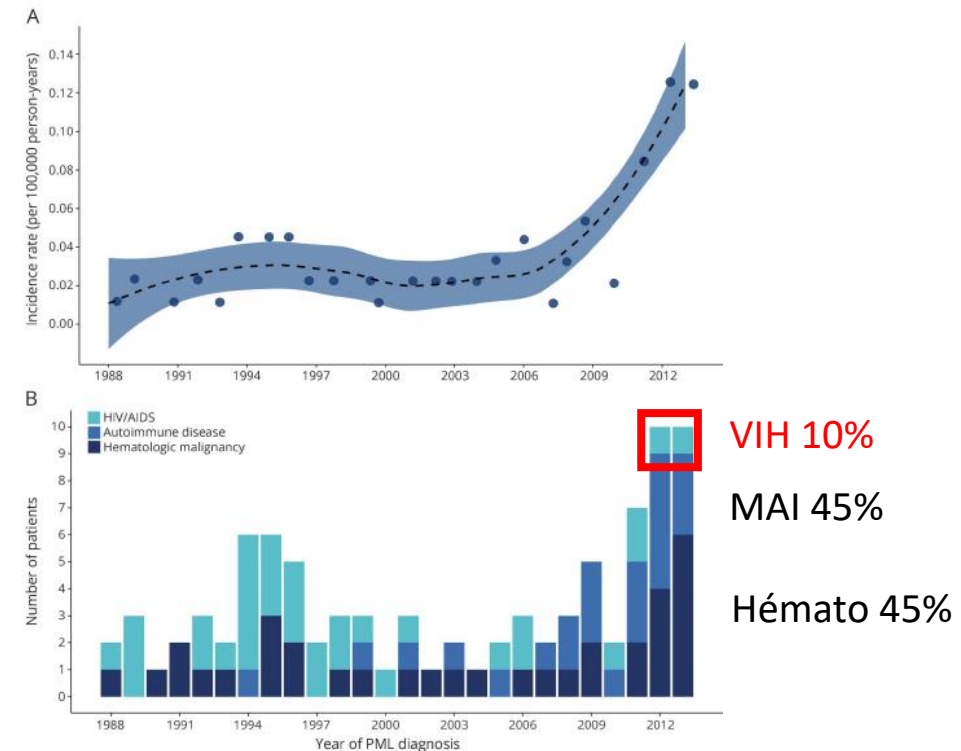 A
Incidence rate (per 100,000 person-years)
0.14
0.12
0.10
0.08
0.06
0.04
0.02
0.00
1988 1991 1994 1997 2000 2003 2006 2009 2012
B
HIV/AIDS
Autoimmune disease
Hematologic malignancy
Number of patients
10
9
8
7
6
5
4
3
2
1
0
1988 1991 1994 1997 2000 2003 2006 2009 2012
Year of PML diagnosis
VIH 10%
MAI 45%
Hémato 45%